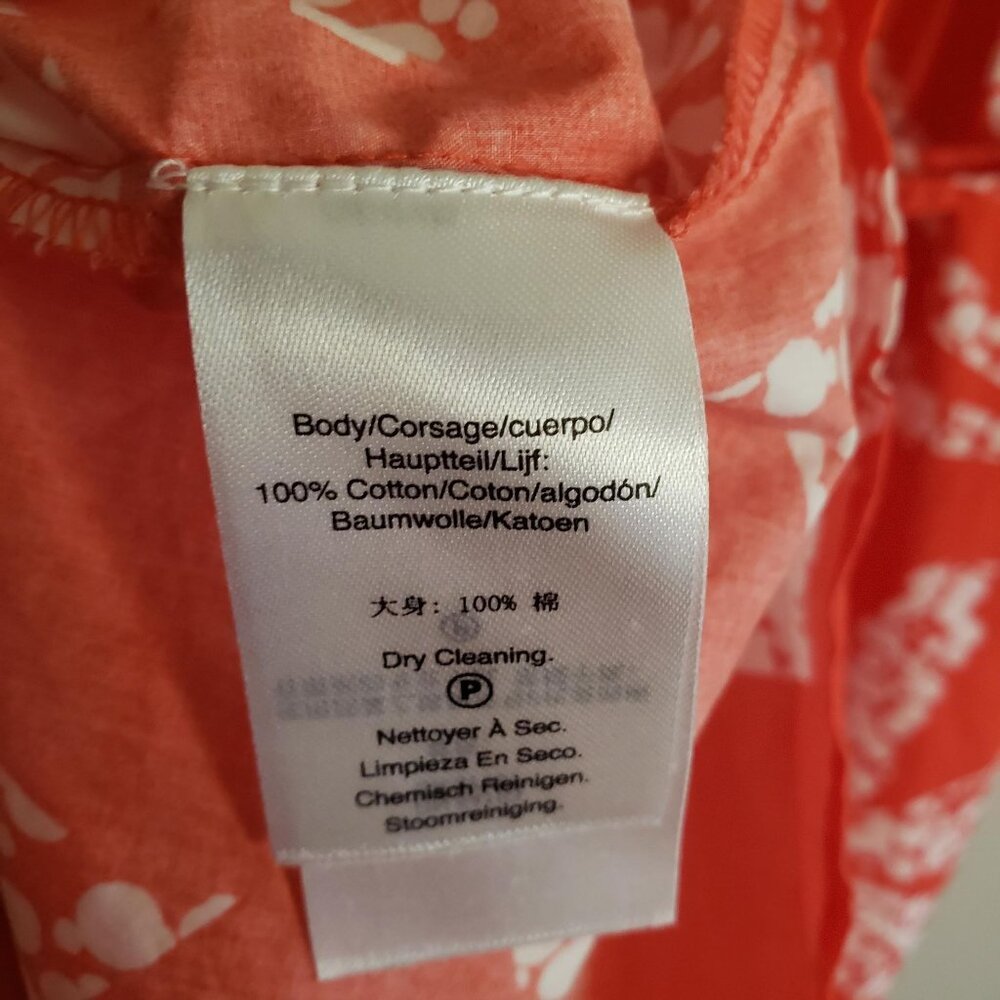 Body/Corsage/cuerpo/
Hauptteil/Lijf:
100% Cotton/Coton/algodón/
Baumwolle/Katoen
大身: 100% 棉
Dry Cleaning.
P
Nettoyer À Sec.
Limpieza En Seco.
Chemisch Reinigen.
Stoomreiniging.